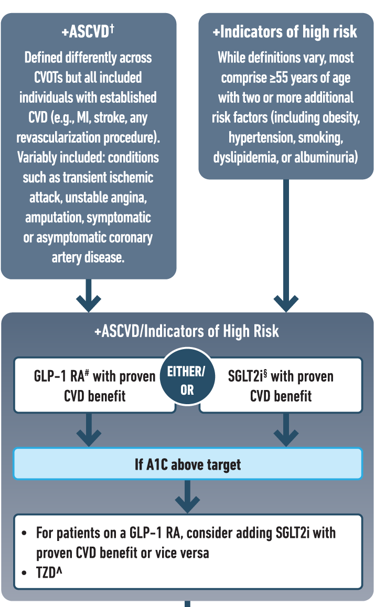 +ASCVD†
Defined differently across
CVOTs but all included
individuals with established
CVD (e.g., MI, stroke, any
revascularization procedure).
Variably included: conditions
such as transient ischemic
attack, unstable angina,
amputation, symptomatic
or asymptomatic coronary
artery disease.
+Indicators of high risk
While definitions vary, most
comprise ≥55 years of age
with two or more additional
risk factors (including obesity,
hypertension, smoking,
dyslipidemia, or albuminuria)
+ASCVD/Indicators of High Risk
GLP-1 RA# with proven
CVD benefit
EITHER/
OR
SGLT2i§ with proven
CVD benefit
If A1C above target
• For patients on a GLP-1 RA, consider adding SGLT2i with
proven CVD benefit or vice versa
• TZD^